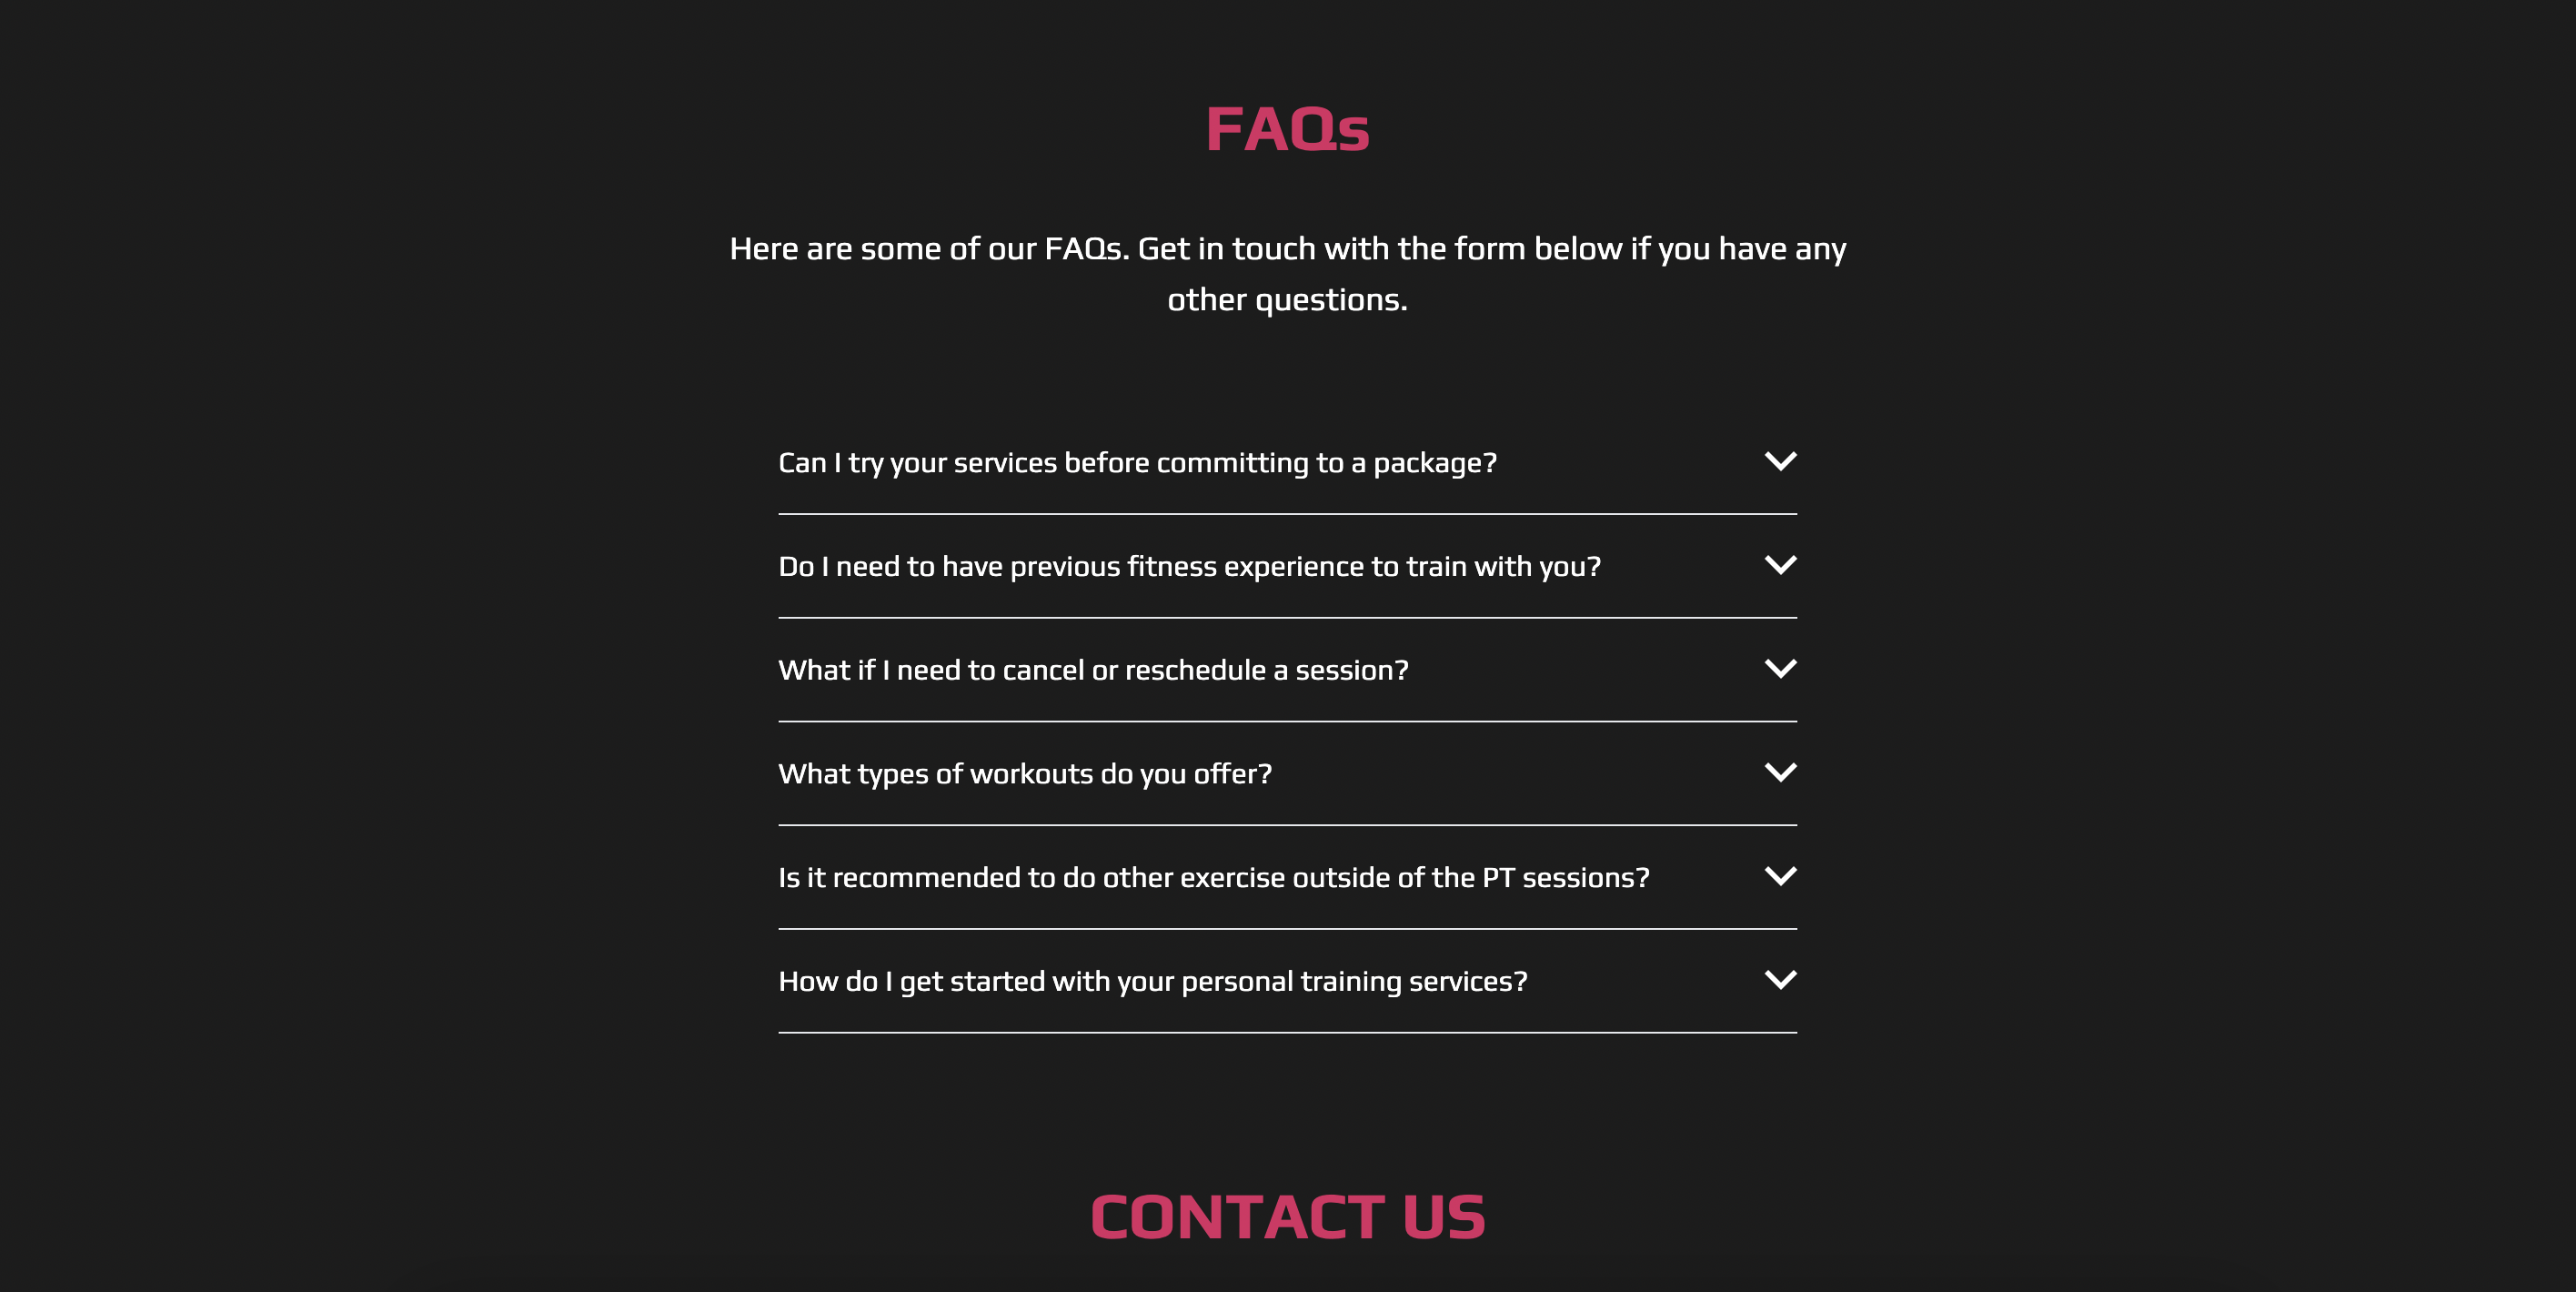 FAQs
Here are some of our FAQs. Get in touch with the form below if you have any
other questions.
Can I try your services before committing to a package?
Do I need to have previous fitness experience to train with you?
What if I need to cancel or reschedule a session?
What types of workouts do you offer?
Is it recommended to do other exercise outside of the PT sessions?
How do I get started with your personal training services?
CONTACT US